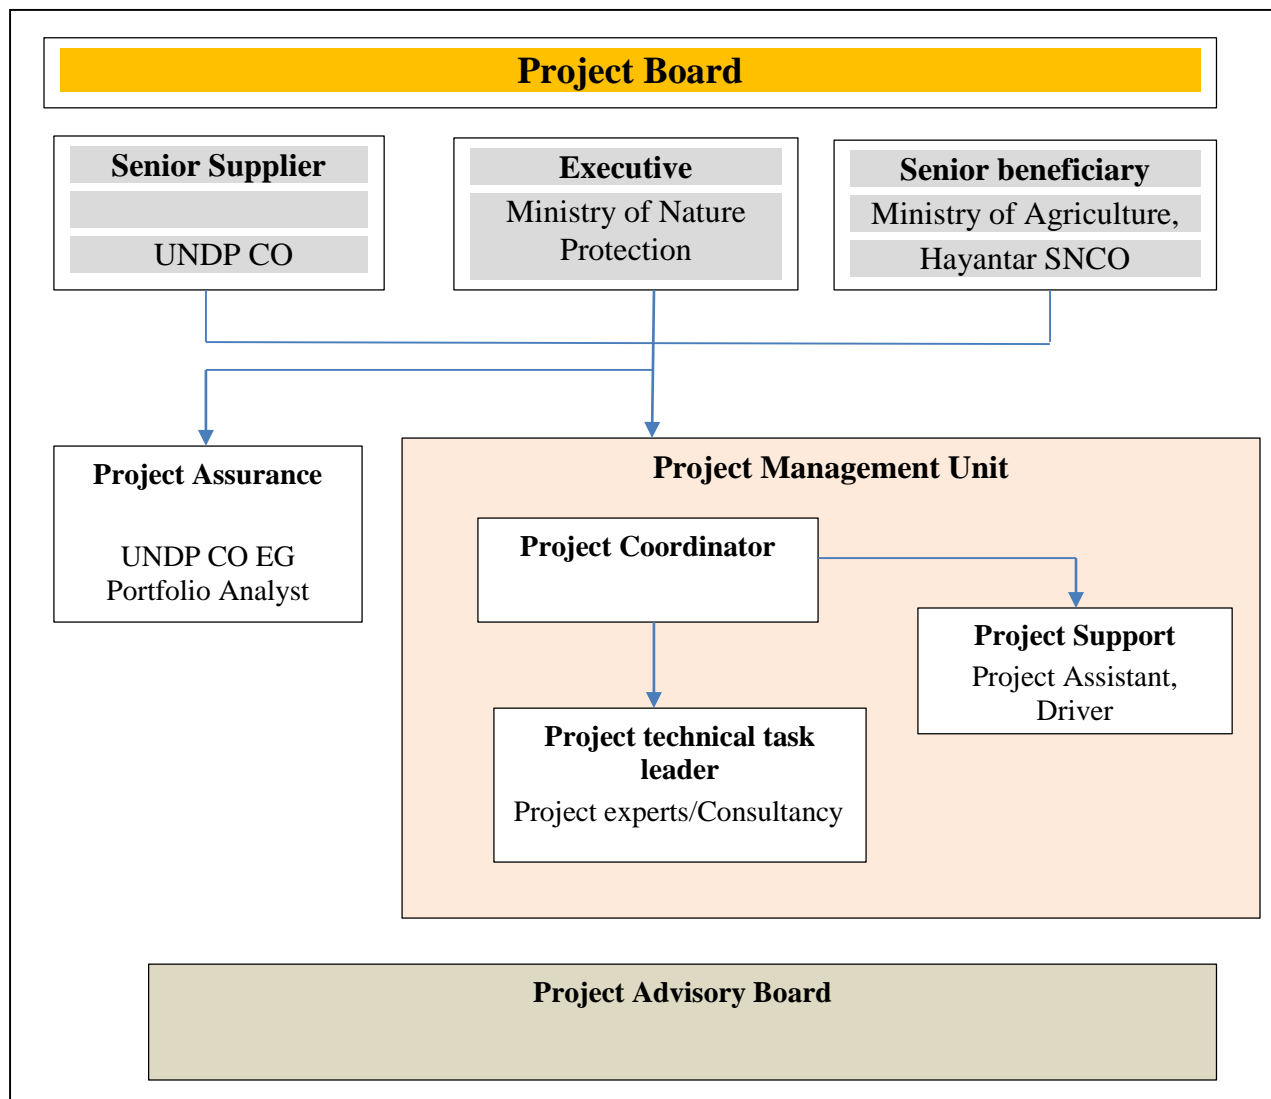 Project Board
Senior Supplier
UNDP CO
Executive
Ministry of Nature
Protection
Senior beneficiary
Ministry of Agriculture,
Hayantar SNCO
Project Assurance
UNDP CO EG
Portfolio Analyst
Project Management Unit
Project Coordinator
Project Support
Project Assistant,
Driver
Project technical task
leader
Project experts/Consultancy
Project Advisory Board